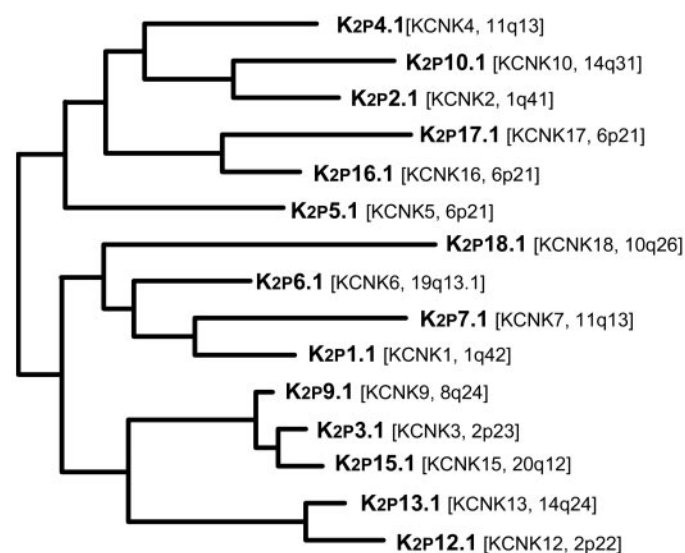 K2P4.1[KCNK4, 11q13]
K2P10.1 [KCNK10, 14q31]
K2P2.1 [KCNK2, 1q41]
K2P17.1 [KCNK17, 6p21]
K2P16.1 [KCNK16, 6p21]
K2P5.1 [KCNK5, 6p21]
K2P18.1 [KCNK18, 10q26]
K2P6.1 [KCNK6, 19q13.1]
K2P7.1 [KCNK7, 11q13]
K2P1.1 [KCNK1, 1q42]
K2P9.1 [KCNK9, 8q24]
K2P3.1 [KCNK3, 2p23]
K2P15.1 [KCNK15, 20q12]
K2P13.1 [KCNK13, 14q24]
K2P12.1 [KCNK12, 2p22]